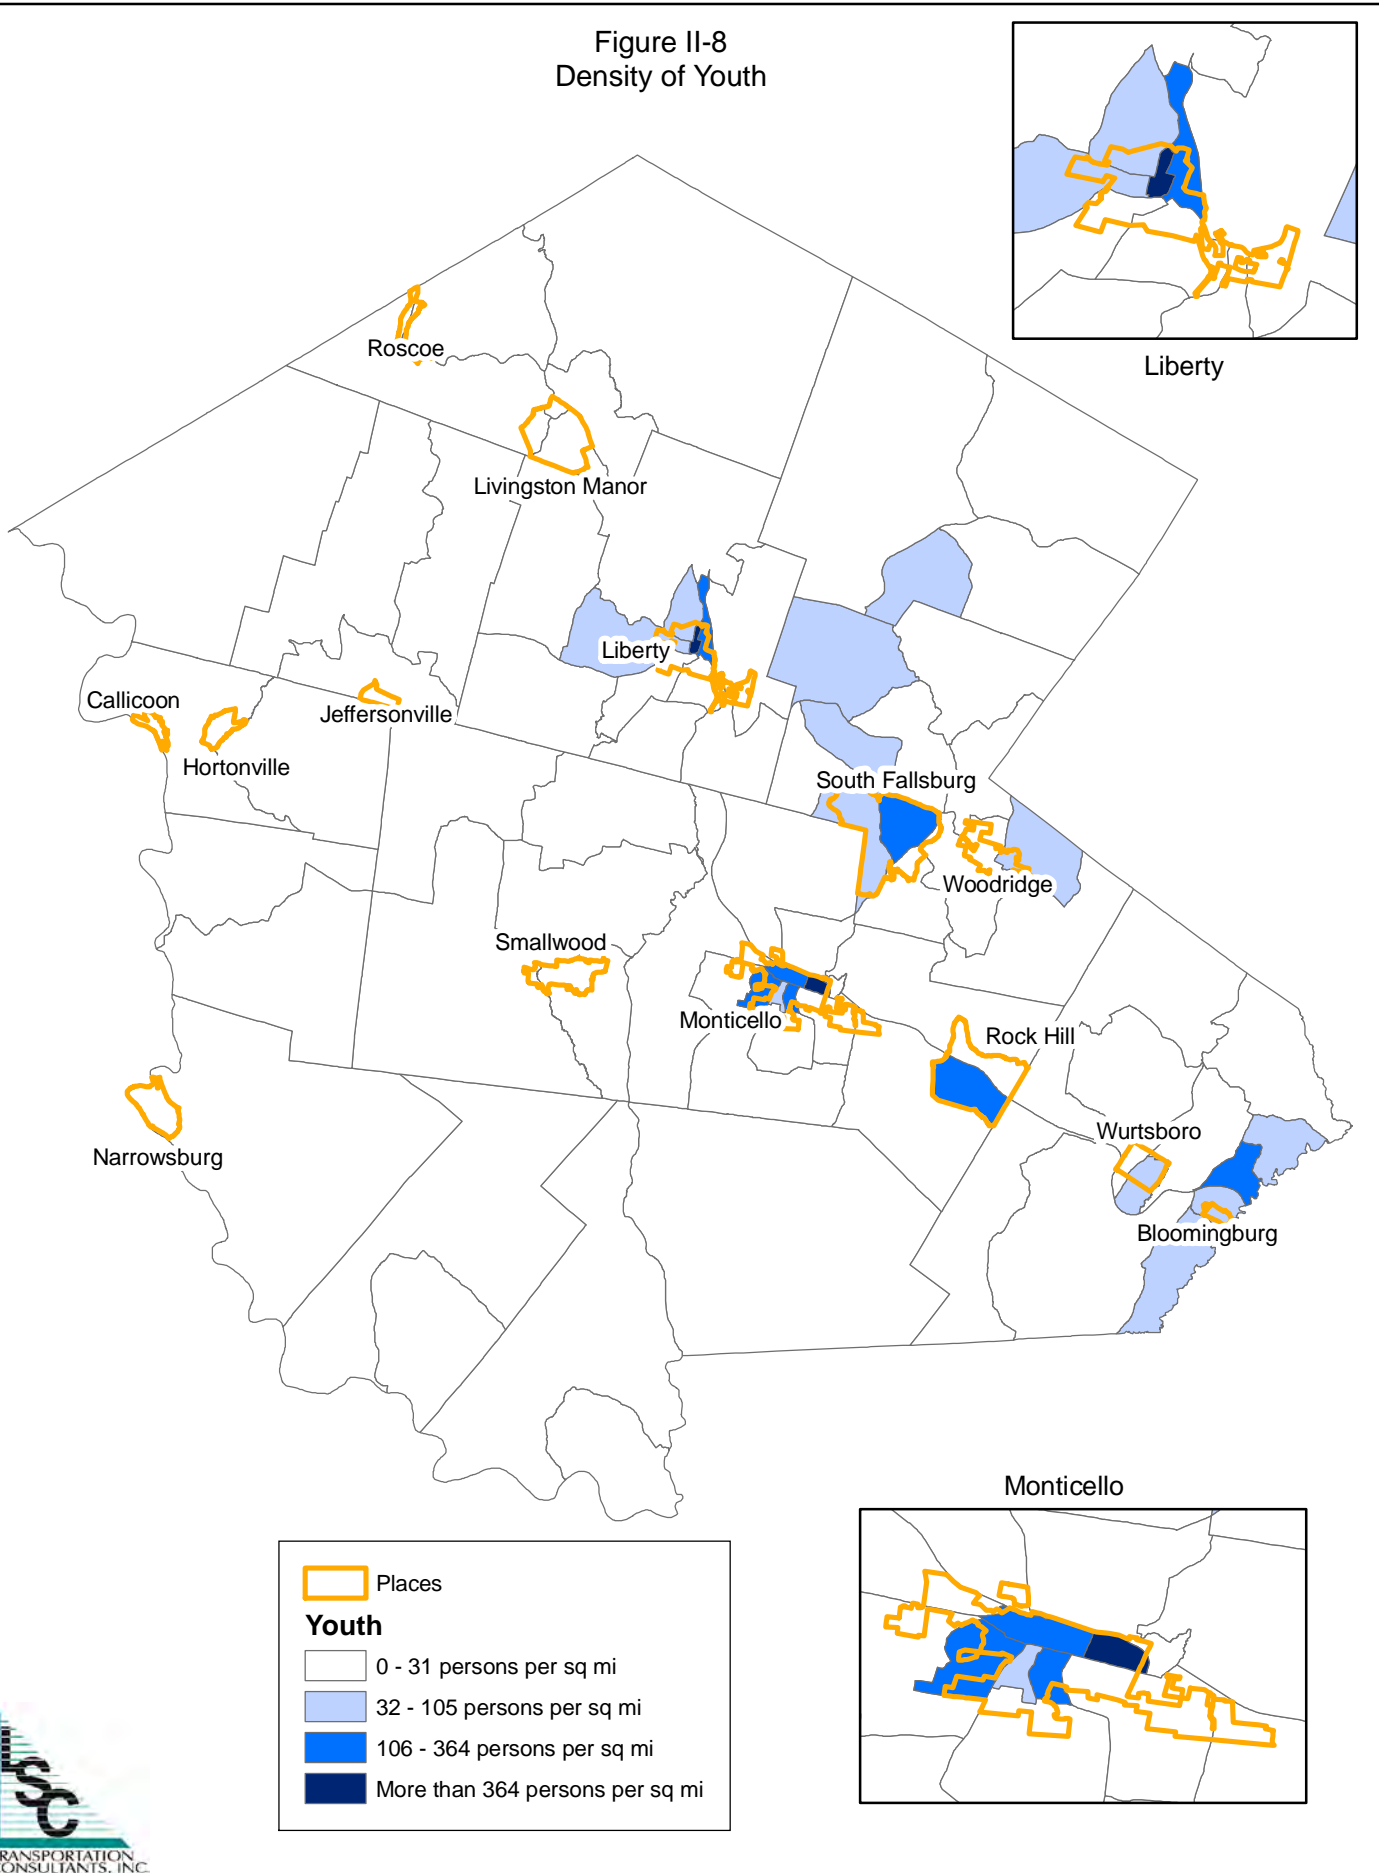 Figure II-8
Density of Youth
Liberty
Roscoe
Livingston Manor
Liberty
Callicoon
Jeffersonville
Hortonville
South Fallsburg
Woodridge
Smallwood
Monticello
Rock Hill
Wurtsboro
Narrowsburg
Bloomingburg
Monticello
Places
Youth
0 - 31 persons per sq mi
32 - 105 persons per sq mi
106 - 364 persons per sq mi
More than 364 persons per sq mi
LSC
RANSPORTATION
CONSULTANTS, INC.